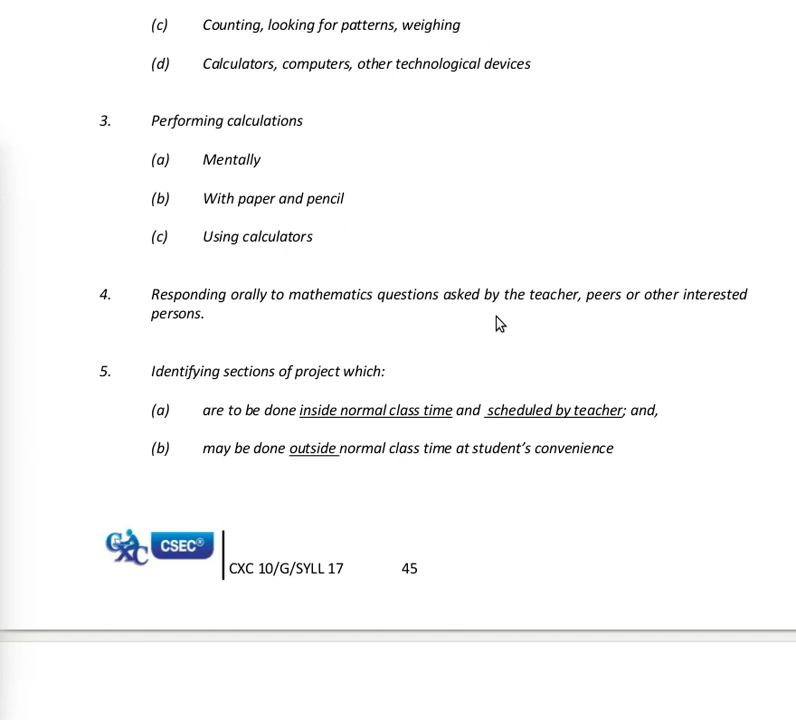 (c) Counting, looking for patterns, weighing
(d) Calculators, computers, other technological devices
3. Performing calculations
(a) Mentally
(b) With paper and pencil
(c) Using calculators
4. Responding orally to mathematics questions asked by the teacher, peers or other interested
persons.
5. Identifying sections of project which:
(a) are to be done inside normal class time and scheduled by teacher; and,
(b) may be done outside normal class time at student’s convenience
CXC CSEC®
CXC 10/G/SYLL 17 45